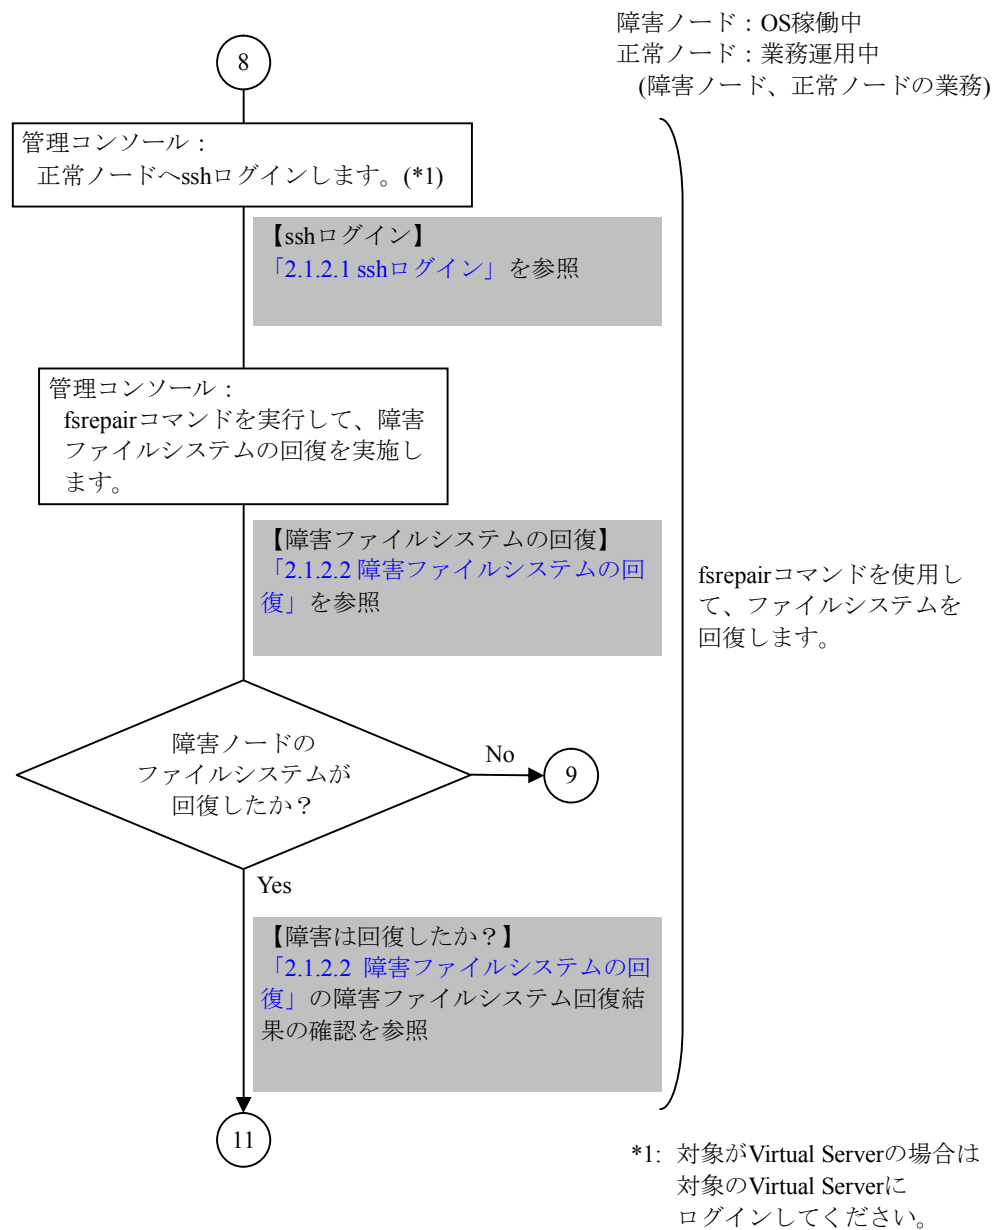 障害ノード：OS稼働中
正常ノード：業務運用中
(障害ノード、正常ノードの業務)
8
管理コンソール：
正常ノードへsshログインします。(*1)
【sshログイン】
「2.1.2.1 sshログイン」を参照
管理コンソール：
fsrepairコマンドを実行して、障害
ファイルシステムの回復を実施し
ます。
【障害ファイルシステムの回復】
「2.1.2.2 障害ファイルシステムの回
復」を参照
fsrepairコマンドを使用し
て、ファイルシステムを
回復します。
障害ノードの
ファイルシステムが
回復したか？
No
9
Yes
【障害は回復したか？】
「2.1.2.2 障害ファイルシステムの回
復」の障害ファイルシステム回復結
果の確認を参照
11
*1: 対象がVirtual Serverの場合は
対象のVirtual Serverに
ログインしてください。